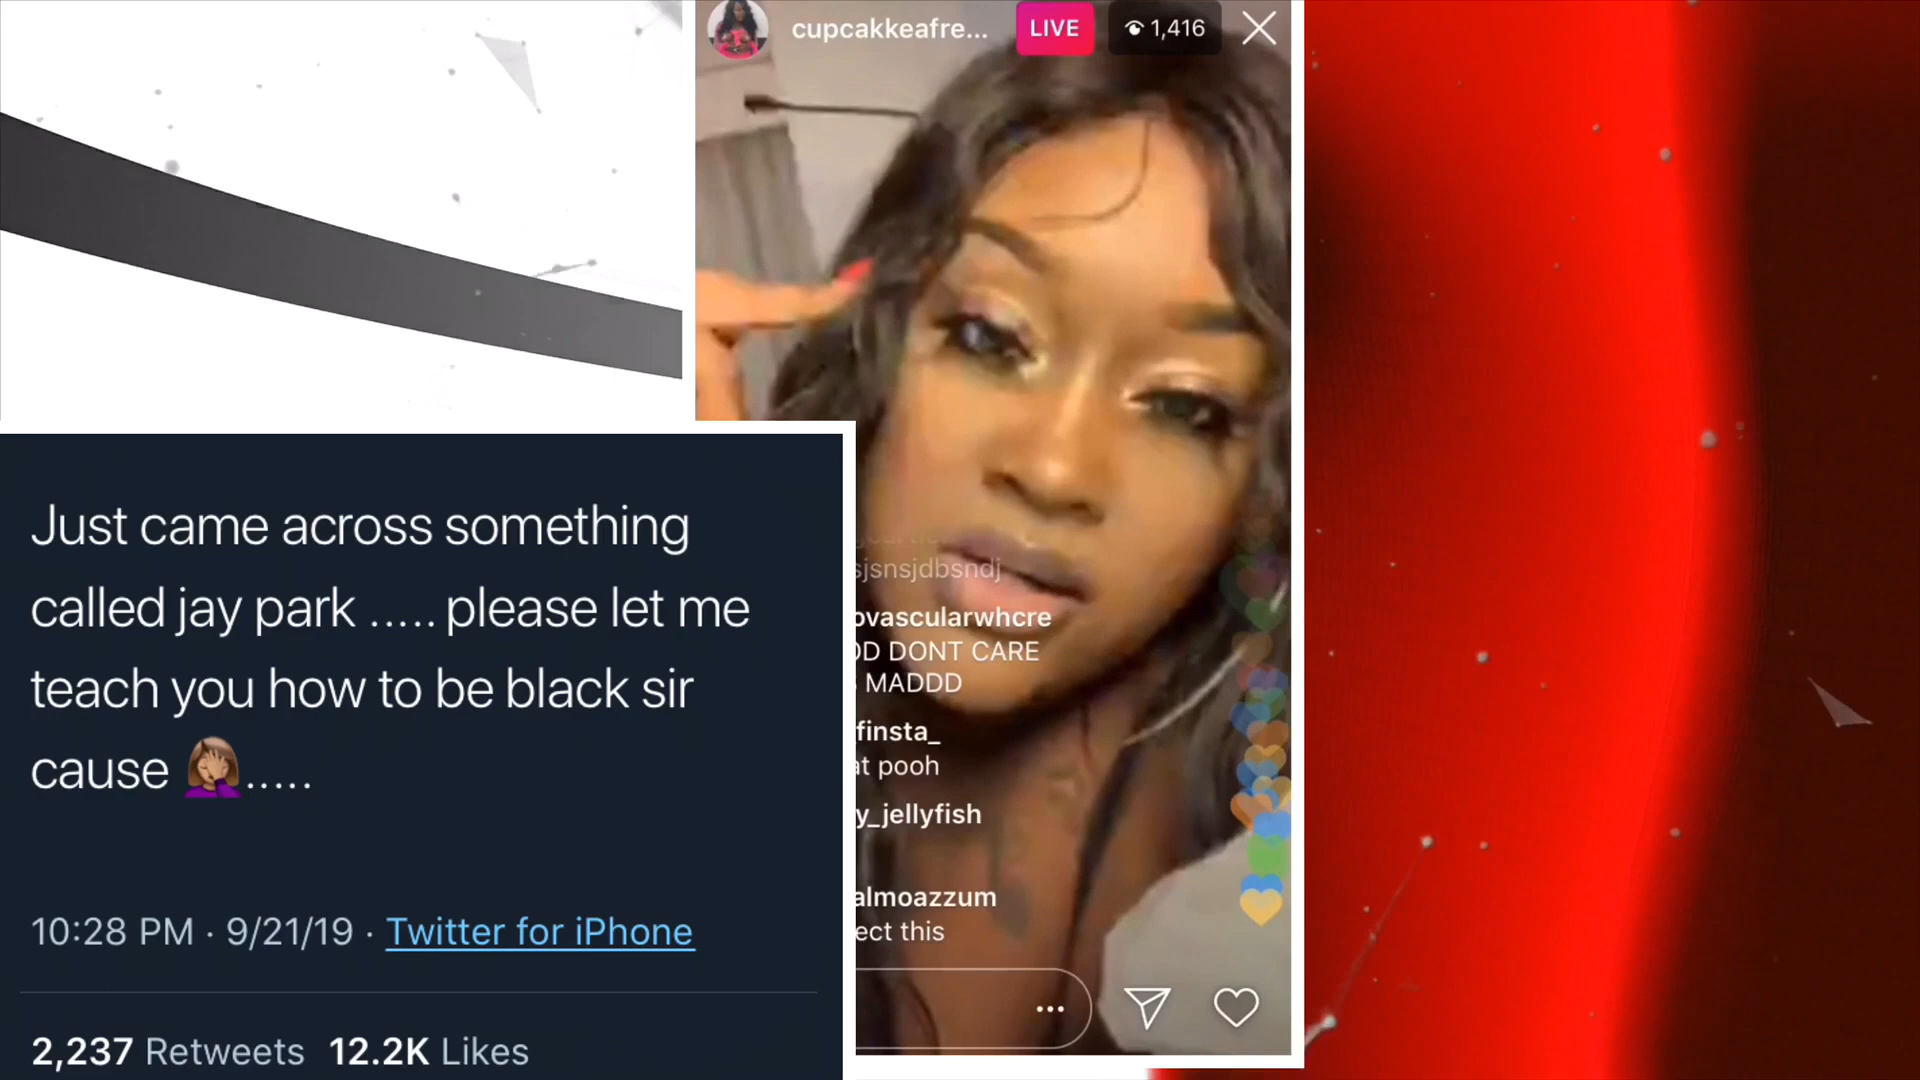 cupcakkeafre...
LIVE
1,416
sjsnsjdbsndj
ovascularwhcre
OD DONT CARE
MADDD
finsta_
at pooh
y_jellyfish
almoazzum
ect this
Just came across something
called jay park ..... please let me
teach you how to be black sir
cause 🤦🏽‍♀️.....
10:28 PM · 9/21/19 · Twitter for iPhone
2,237 Retweets 12.2K Likes